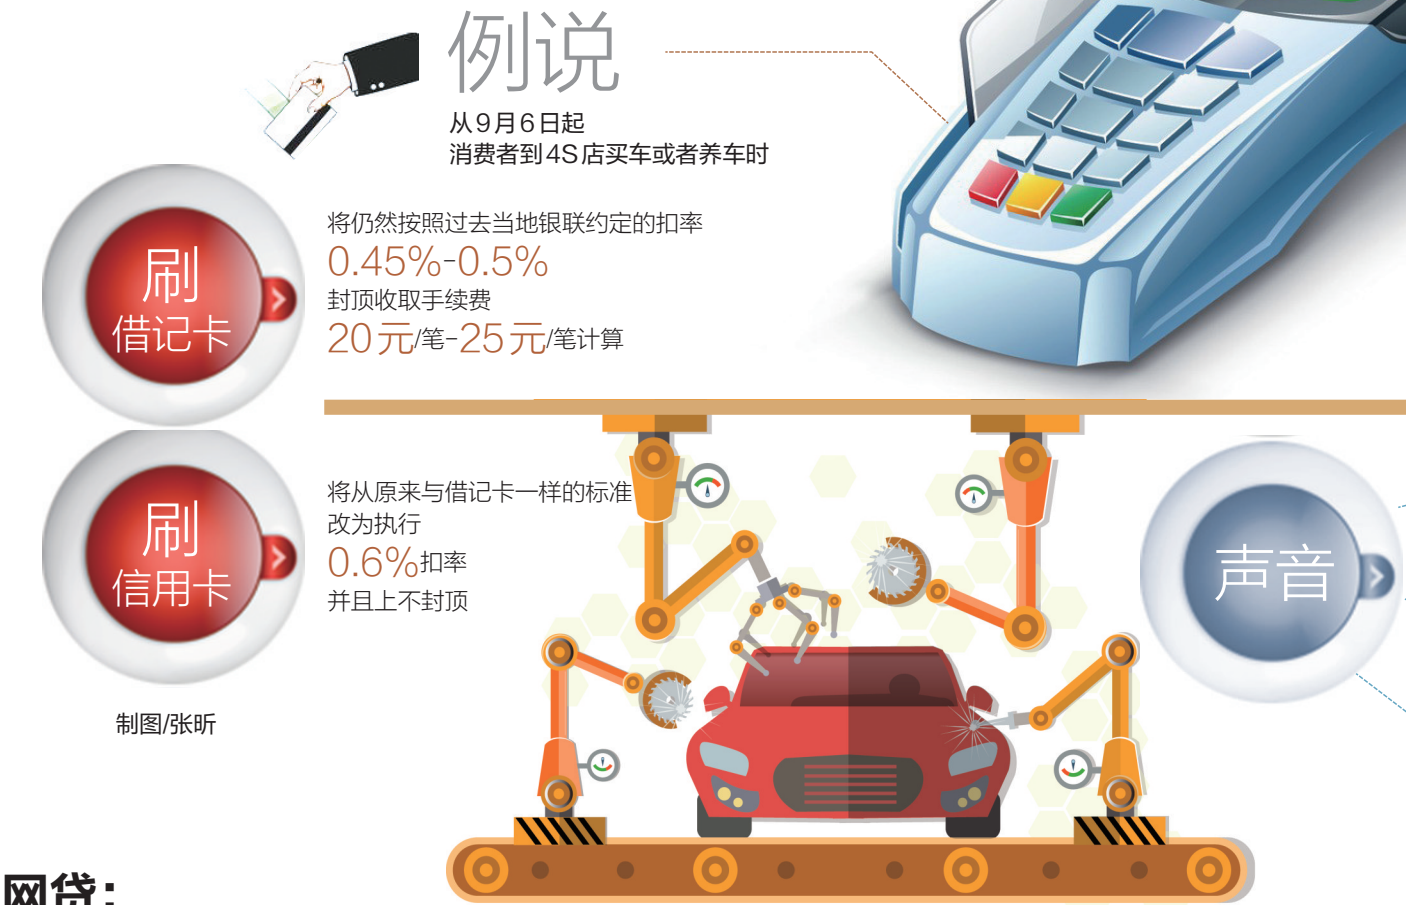 例说
从9月6日起
消费者到4S店买车或者养车时
刷
借记卡
将仍然按照过去当地银联约定的扣率
0.45%-0.5%
封顶收取手续费
20元/笔-25元/笔计算
刷
信用卡
将从原来与借记卡一样的标准
改为执行
0.6%扣率
并且上不封顶
声音
制图/张昕
网贷：